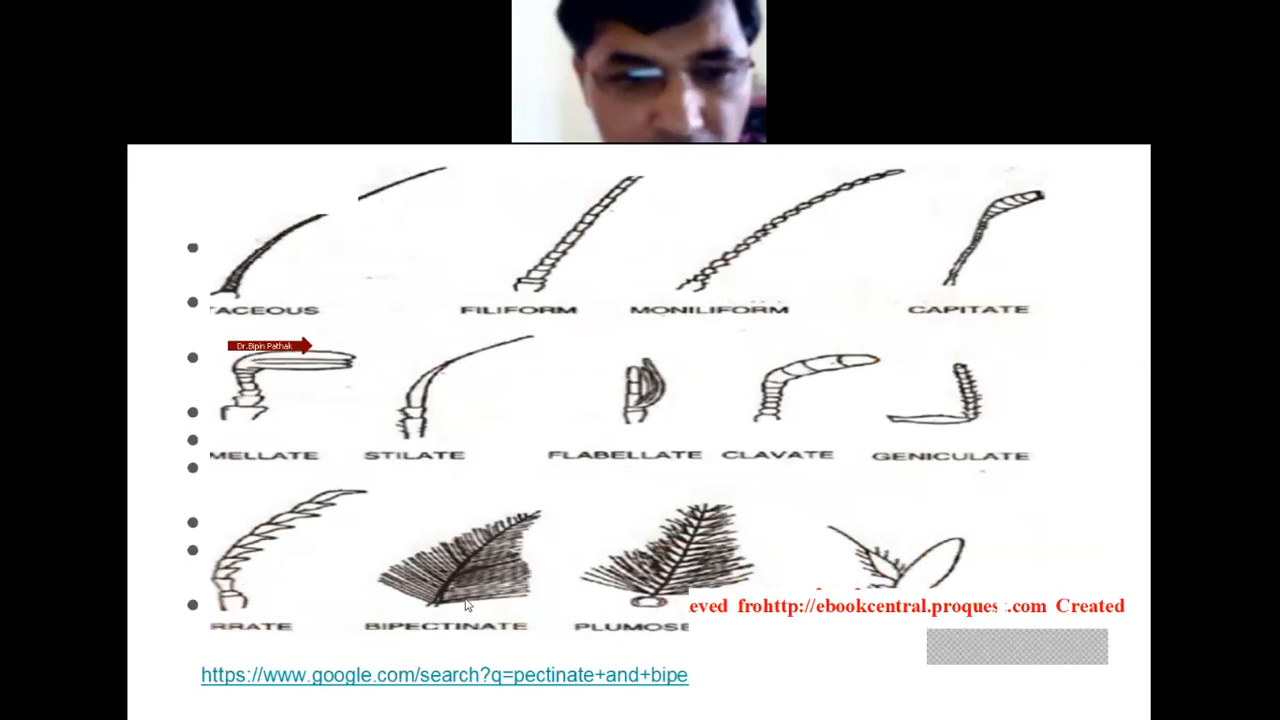 TACEOUS FILIFORM MONILIFORM CAPITATE
Dr.Bipin Pathak
MELLATE STILATE FLABELLATE CLAVATE GENICULATE
RRATE BIPECTINATE PLUMOSE
eved frohttp://ebookcentral.proques .com Created
https://www.google.com/search?q=pectinate+and+bipe